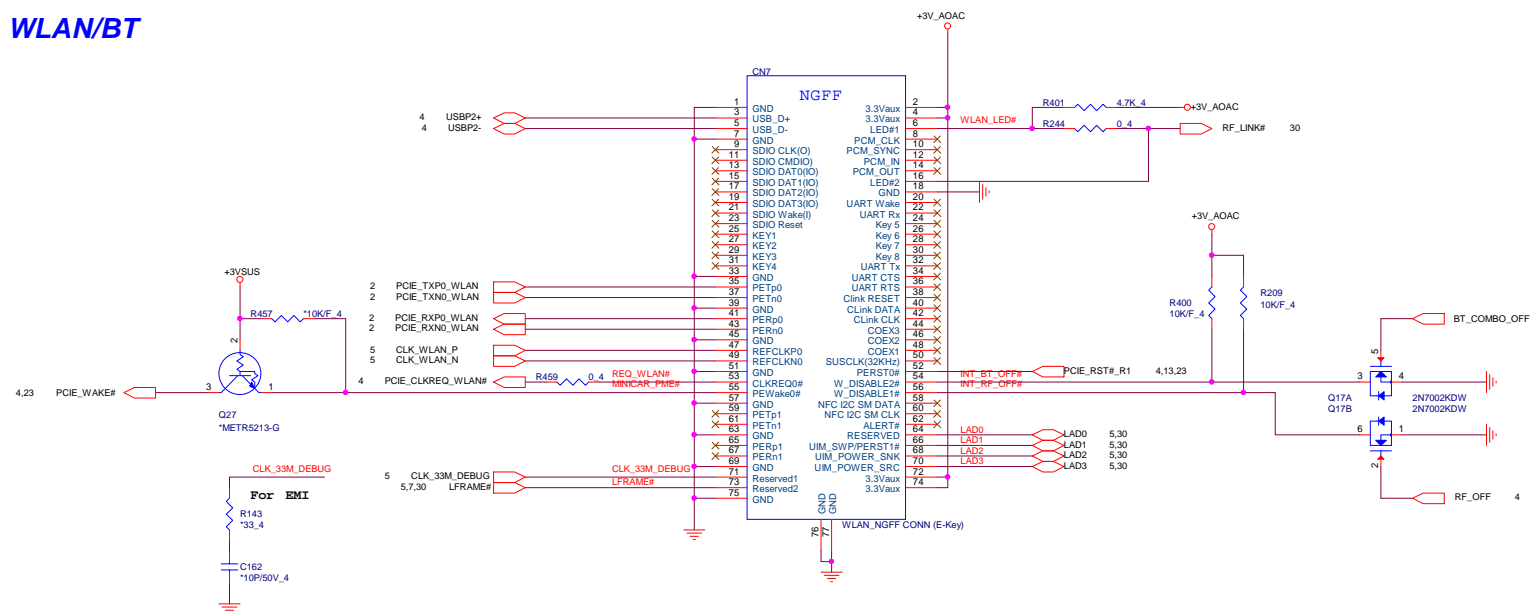 WLAN/BT
+3V_AOAC
CN7
NGFF
1 GND
3 USB_D+
5 USB_D-
7 GND
9 SDIO CLK(O)
11 SDIO CMDIO)
13 SDIO DAT0(IO)
15 SDIO DAT1(IO)
17 SDIO DAT2(IO)
19 SDIO DAT3(IO)
21 SDIO Wake(I)
23 SDIO Reset
25 KEY1
27 KEY2
29 KEY3
31 KEY4
33 GND
35 PETp0
37 PETn0
39 GND
41 PERp0
43 PERn0
45 GND
47 REFCLKP0
49 REFCLKN0
51 GND
53 CLKREQ0#
55 PEWake0#
57 GND
59 PETp1
61 PETn1
63 GND
65 PERp1
67 PERn1
69 GND
71 Reserved1
73 Reserved2
75 GND
3.3Vaux 2
3.3Vaux 4
LED#1 6
PCM_CLK 8
PCM_SYNC 10
PCM_IN 12
PCM_OUT 14
LED#2 16
GND 18
UART Wake 20
UART Rx 22
Key 5 24
Key 6 26
Key 7 28
Key 8 30
UART Tx 32
UART CTS 34
UART RTS 36
Clink RESET 38
CLink DATA 40
CLink CLK 42
COEX3 44
COEX2 46
COEX1 48
SUSCLK(32KHz) 50
PERST0# 52
W_DISABLE2# 54
W_DISABLE1# 56
NFC I2C SM DATA 58
NFC I2C SM CLK 60
ALERT# 62
RESERVED 64
UIM_SWP/PERST1# 66
UIM_POWER_SNK 68
UIM_POWER_SRC 70
3.3Vaux 72
3.3Vaux 74
GND 76
GND 77
WLAN_NGFF CONN (E-Key)
4 USBP2+
4 USBP2-
2 PCIE_TXP0_WLAN
2 PCIE_TXN0_WLAN
2 PCIE_RXP0_WLAN
2 PCIE_RXN0_WLAN
5 CLK_WLAN_P
5 CLK_WLAN_N
4 PCIE_CLKREQ_WLAN#
R459 0_4
REQ_WLAN#
MINICAR_PME#
+3VSUS
R457 *10K/F_4
2
3
1
4,23 PCIE_WAKE#
Q27
*METR5213-G
CLK_33M_DEBUG
For EMI
R143
*33_4
C162
*10P/50V_4
5 CLK_33M_DEBUG
CLK_33M_DEBUG
5,7,30 LFRAME#
LFRAME#
WLAN_LED#
R401 4.7K_4
+3V_AOAC
R244 0_4
RF_LINK# 30
+3V_AOAC
R400
10K/F_4
R209
10K/F_4
PCIE_RST#_R1 4,13,23
INT_BT_OFF#
INT_RF_OFF#
LAD0 LAD0 5,30
LAD1 LAD1 5,30
LAD2 LAD2 5,30
LAD3 LAD3 5,30
BT_COMBO_OFF
5
3 4
Q17A 2N7002KDW
Q17B 2N7002KDW
6 1
2
RF_OFF 4